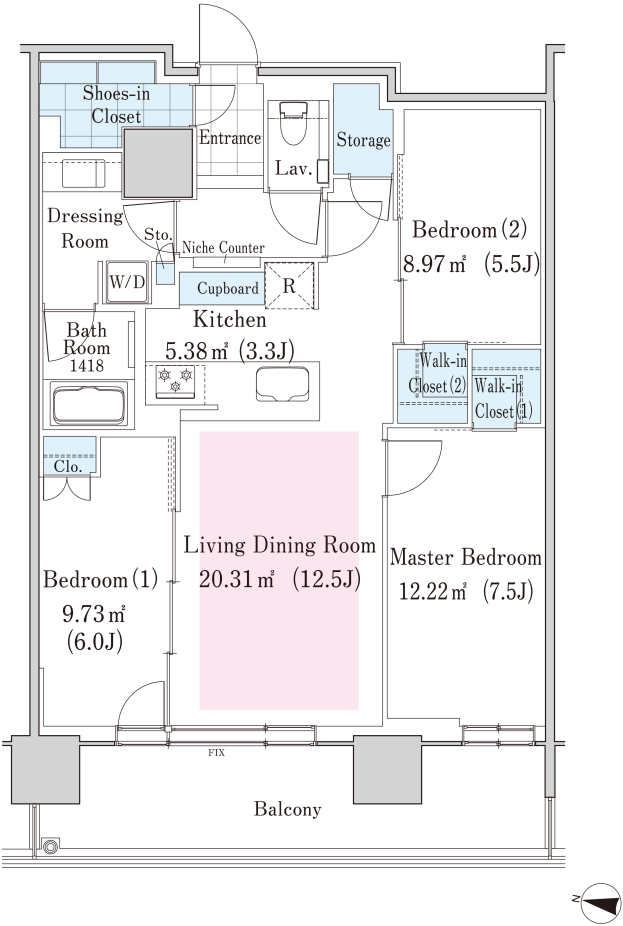 Shoes-in
Closet
Entrance
Lav.
Storage
Dressing
Room
Sto.
Niche Counter
W/D
Cupboard
R
Bedroom(2)
8.97㎡ (5.5J)
Kitchen
5.38㎡ (3.3J)
Bath
Room
1418
Walk-in
Closet(2)
Walk-in
Closet(1)
Clo.
Bedroom(1)
9.73㎡
(6.0J)
Living Dining Room
20.31㎡ (12.5J)
Master Bedroom
12.22㎡ (7.5J)
FIX
Balcony
N